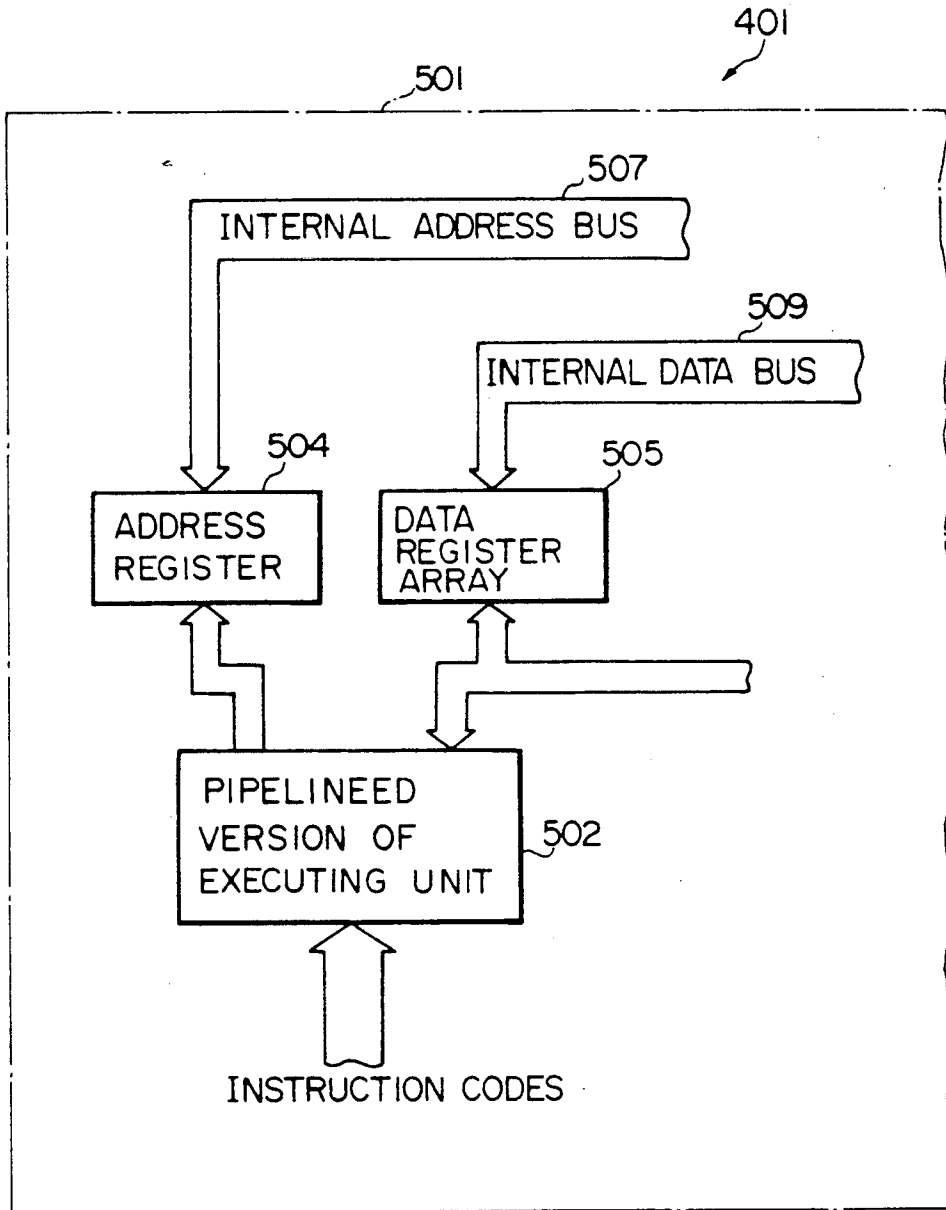 401
501
507
INTERNAL ADDRESS BUS
509
INTERNAL DATA BUS
504
505
ADDRESS
REGISTER
DATA
REGISTER
ARRAY
PIPELINEED
VERSION OF
EXECUTING UNIT
502
INSTRUCTION CODES